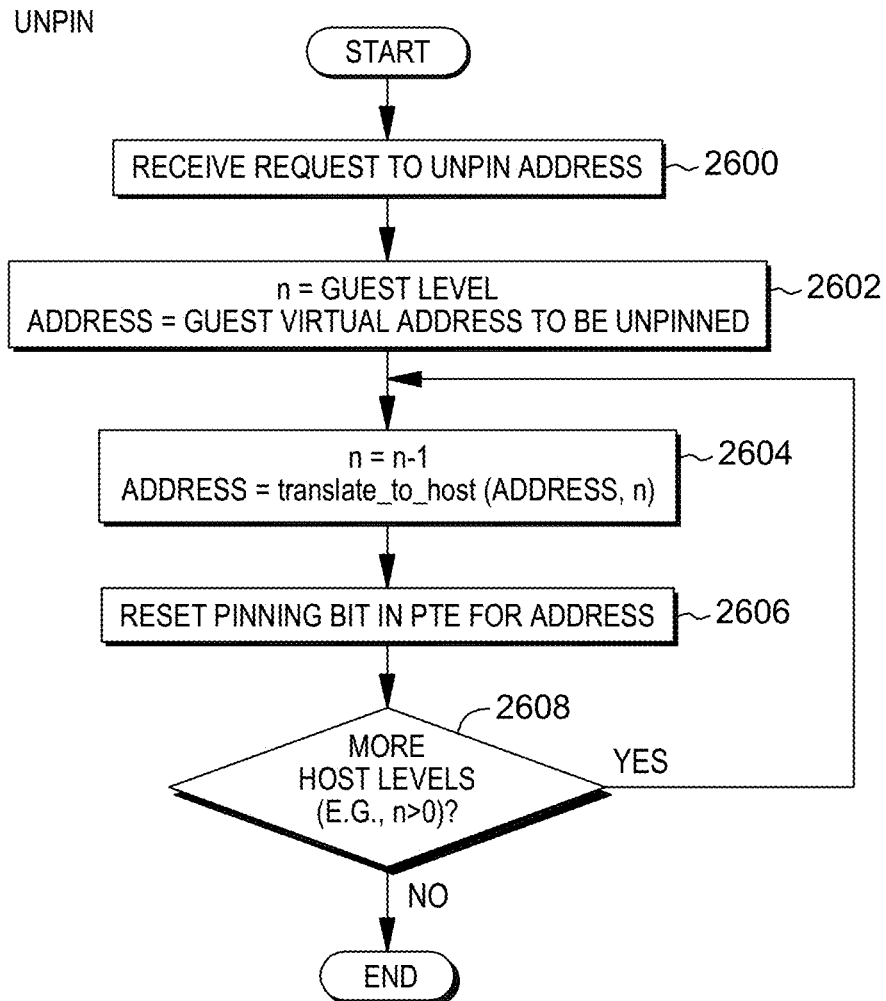 UNPIN
START
RECEIVE REQUEST TO UNPIN ADDRESS
2600
n = GUEST LEVEL
ADDRESS = GUEST VIRTUAL ADDRESS TO BE UNPINNED
2602
n = n-1
ADDRESS = translate_to_host (ADDRESS, n)
2604
RESET PINNING BIT IN PTE FOR ADDRESS
2606
2608
MORE
HOST LEVELS
(E.G., n>0)?
YES
NO
END